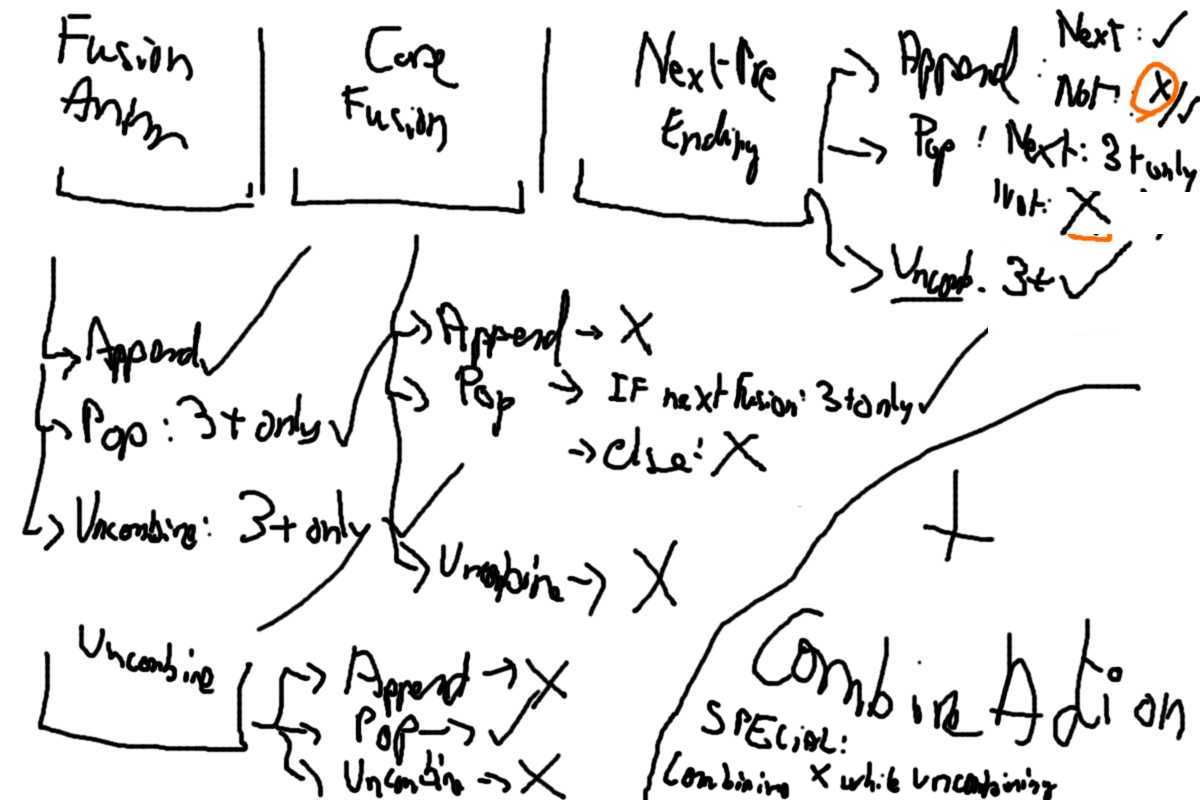 Fusion
Core
Fusion
Next-Pre
Ending
Append:
Next: ✓
Not: X/✓
Pop: Next: 3+ only
Not: X
Uncomb. 3+ ✓
Append ✓
Pop: 3+ only ✓
Uncombine: 3+ only ✓
Append → X
Pop → IF next Fusion: 3+ only ✓
→ Else: X
Uncombine → X
Uncombine
Append → X
Pop → ✓
Uncombine → X
+
Combine Action
SPECiAL:
Combining X while uncombining